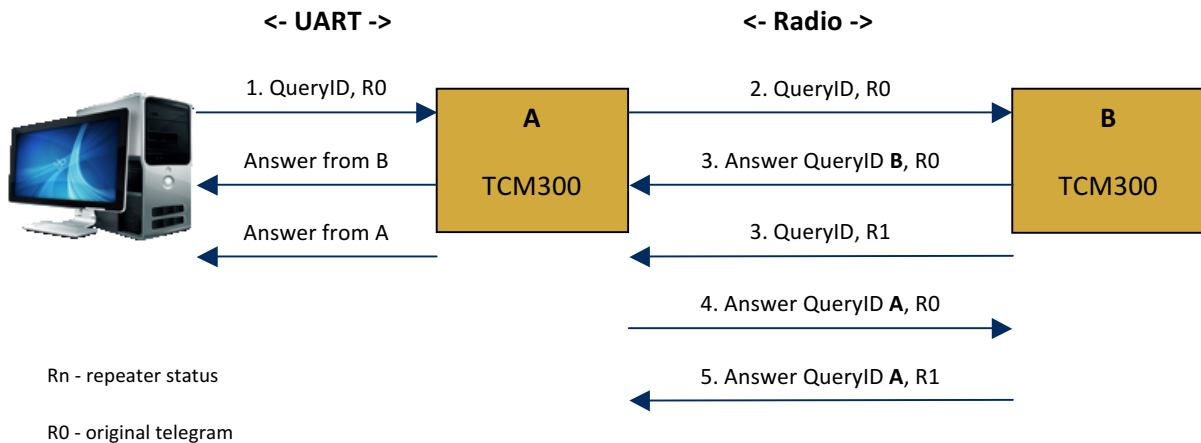 <- UART ->
<- Radio ->
1. QueryID, R0
2. QueryID, R0
A
B
Answer from B
3. Answer QueryID B, R0
TCM300
TCM300
Answer from A
3. QueryID, R1
4. Answer QueryID A, R0
Rn - repeater status
5. Answer QueryID A, R1
R0 - original telegram